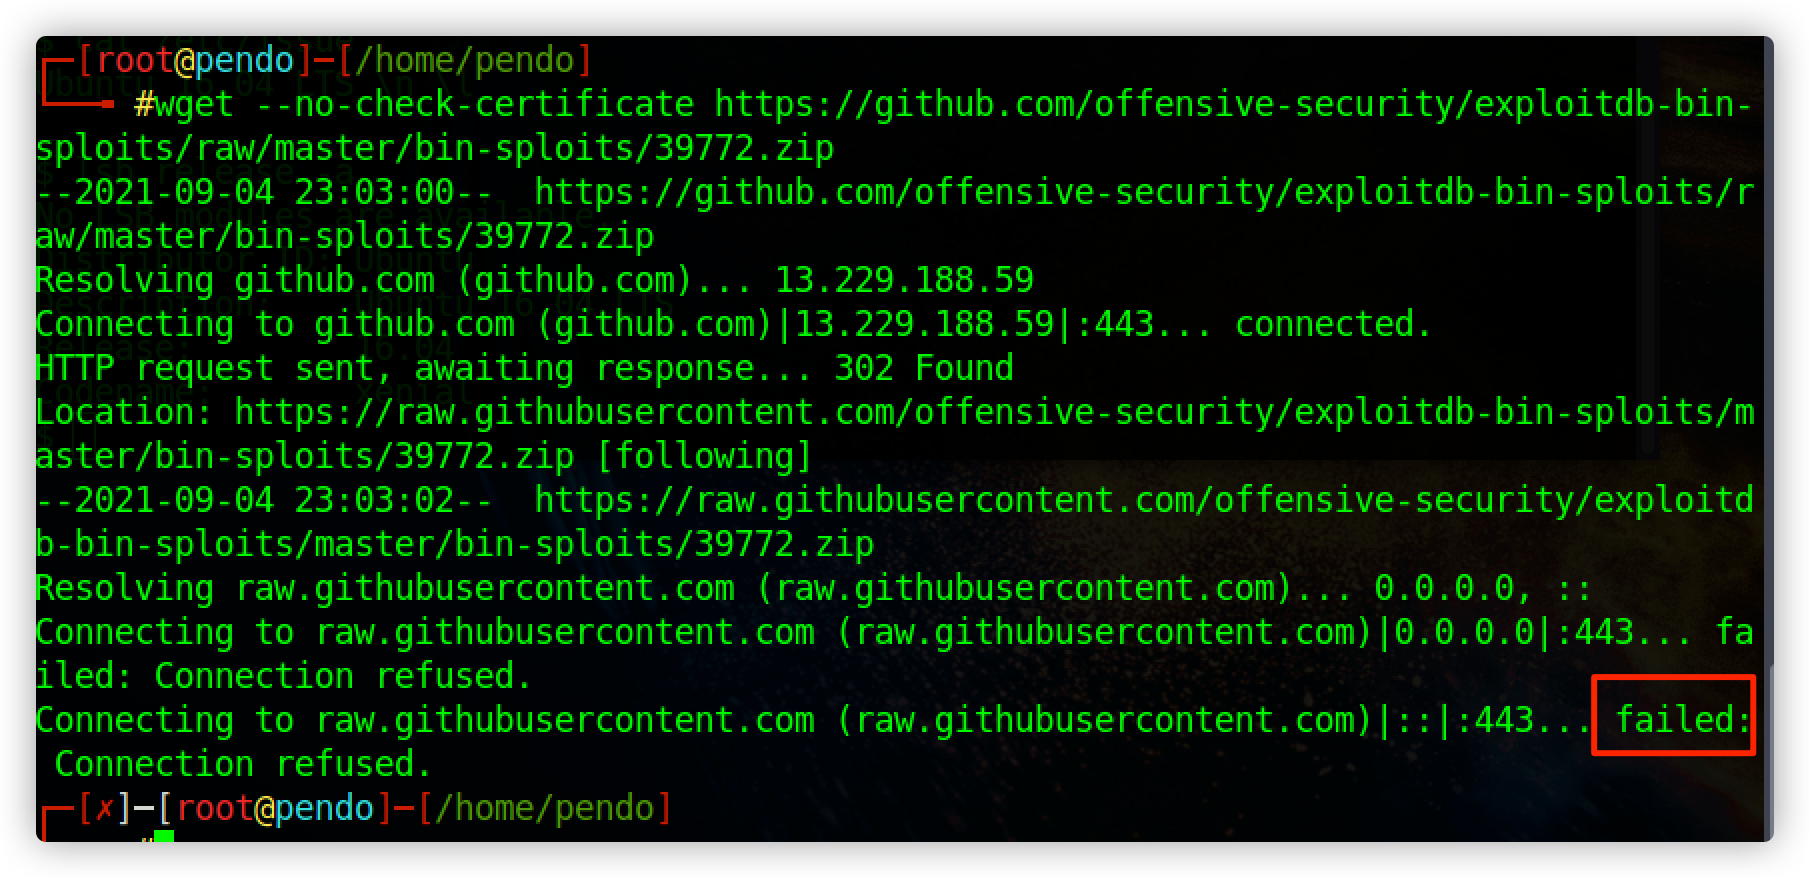 [root@pendo]─[/home/pendo]
#wget --no-check-certificate https://github.com/offensive-security/exploitdb-bin-
sploits/raw/master/bin-sploits/39772.zip
--2021-09-04 23:03:00--  https://github.com/offensive-security/exploitdb-bin-sploits/r
aw/master/bin-sploits/39772.zip
Resolving github.com (github.com)... 13.229.188.59
Connecting to github.com (github.com)|13.229.188.59|:443... connected.
HTTP request sent, awaiting response... 302 Found
Location: https://raw.githubusercontent.com/offensive-security/exploitdb-bin-sploits/m
aster/bin-sploits/39772.zip [following]
--2021-09-04 23:03:02--  https://raw.githubusercontent.com/offensive-security/exploitd
b-bin-sploits/master/bin-sploits/39772.zip
Resolving raw.githubusercontent.com (raw.githubusercontent.com)... 0.0.0.0, ::
Connecting to raw.githubusercontent.com (raw.githubusercontent.com)|0.0.0.0|:443... fa
iled: Connection refused.
Connecting to raw.githubusercontent.com (raw.githubusercontent.com)|::|:443... failed:
 Connection refused.
[✗]─[root@pendo]─[/home/pendo]
#